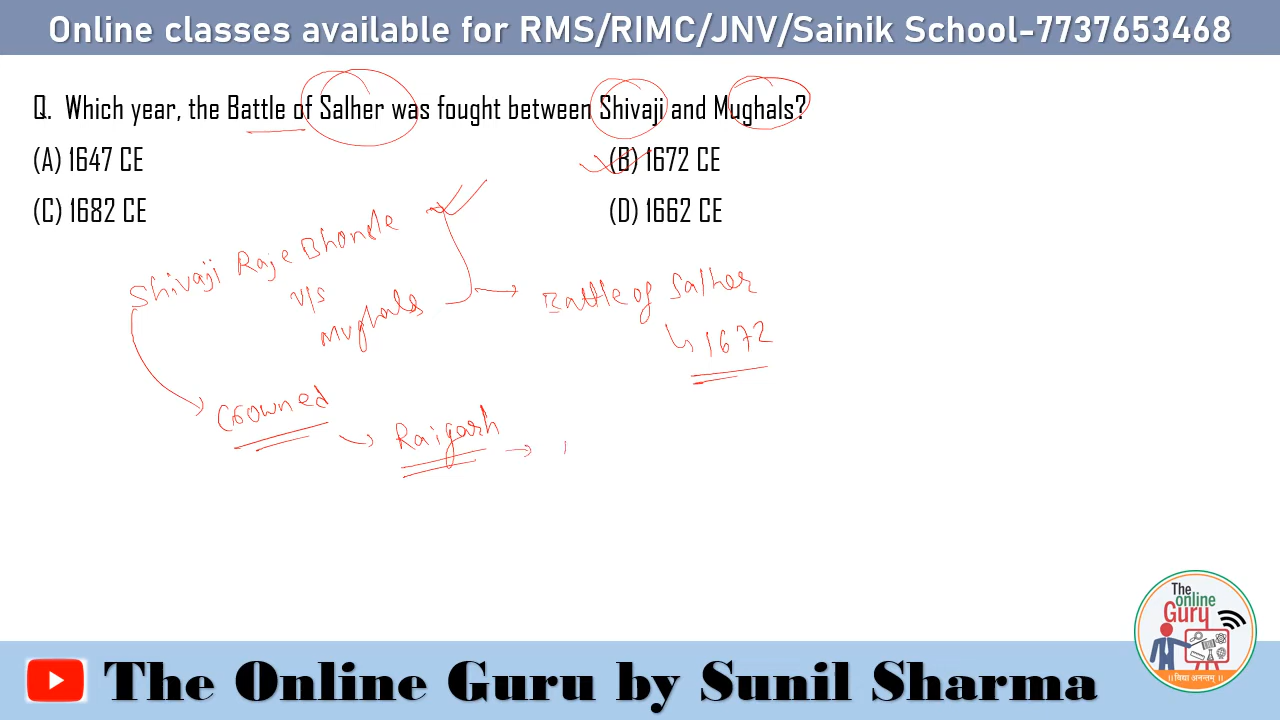 Online classes available for RMS/RIMC/JNV/Sainik School-7737653468
Q. Which year, the Battle of Salher was fought between Shivaji and Mughals?
(A) 1647 CE
(B) 1672 CE
(C) 1682 CE
(D) 1662 CE
Shivaji Raje Bhonsle
v/s
Mughals
Battle of Salher
1672
Crowned
Raigarh
The
online
Guru
।। विद्या अनन्तम् ।।
The Online Guru by Sunil Sharma